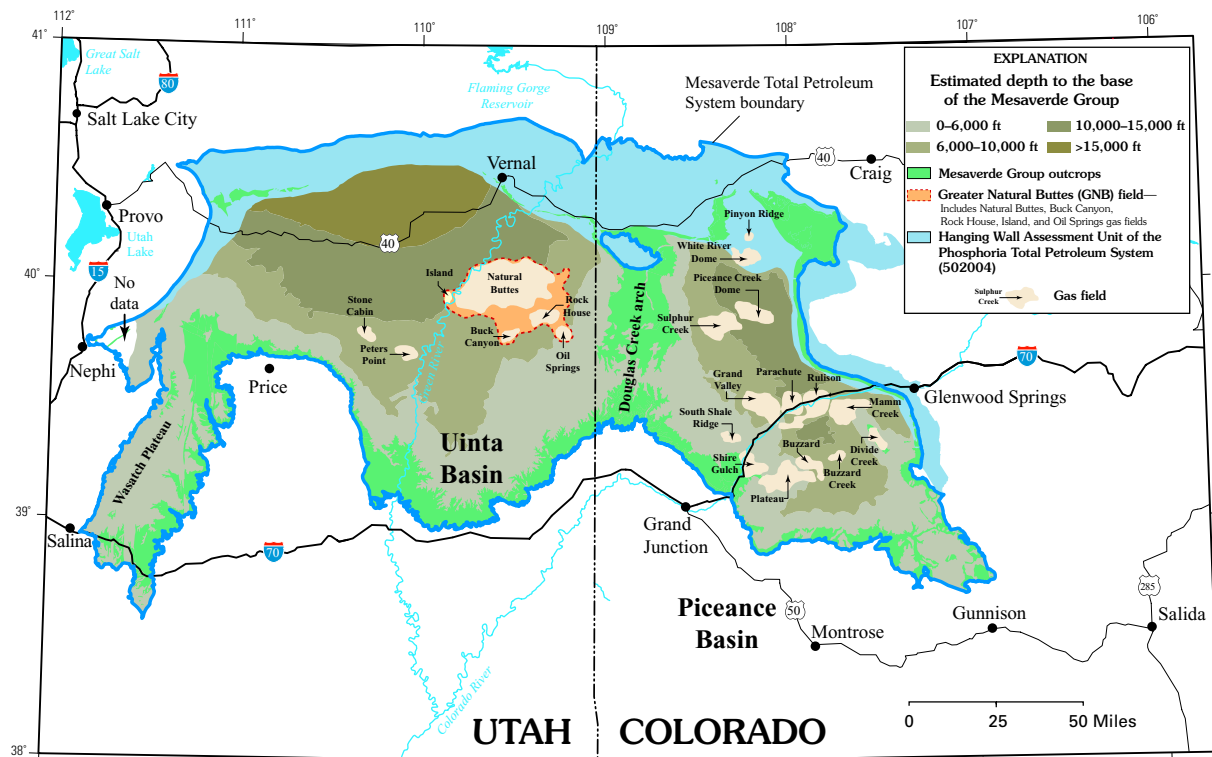 112°
111°
110°
109°
108°
107°
106°
41°
40°
39°
38°
Great Salt
Lake
80
Salt Lake City
Flaming Gorge
Reservoir
Mesaverde Total Petroleum
System boundary
EXPLANATION
Estimated depth to the base
of the Mesaverde Group
0–6,000 ft
10,000–15,000 ft
6,000–10,000 ft
>15,000 ft
Mesaverde Group outcrops
Greater Natural Buttes (GNB) field—
Includes Natural Buttes, Buck Canyon,
Rock House, Island, and Oil Springs gas fields
Hanging Wall Assessment Unit of the
Phosphoria Total Petroleum System
(502004)
Sulphur
Creek
Gas field
Vernal
40
Craig
Provo
Utah
Lake
40
15
No
data
Pinyon Ridge
White River
Dome
Piceance Creek
Dome
Island
Natural
Buttes
Rock
House
Stone
Cabin
Buck
Canyon
Peters
Point
Oil
Springs
Sulphur
Creek
Douglas Creek arch
Green River
70
Nephi
Price
Grand
Valley
Parachute
Rulison
Glenwood Springs
Mamm
Creek
South Shale
Ridge
Buzzard
Divide
Creek
Shire
Gulch
Buzzard
Creek
Plateau
Wasatch Plateau
Uinta
Basin
Salina
70
Grand
Junction
Piceance
Basin
50
Montrose
Gunnison
285
Salida
Colorado River
0 25 50 Miles
UTAH COLORADO